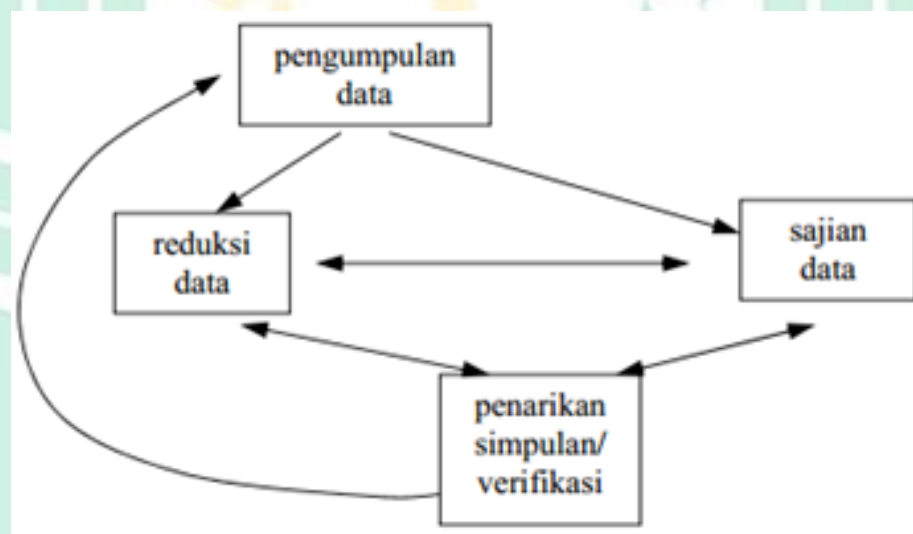 pengumpulan
data
reduksi
data
sajian
data
penarikan
simpulan/
verifikasi